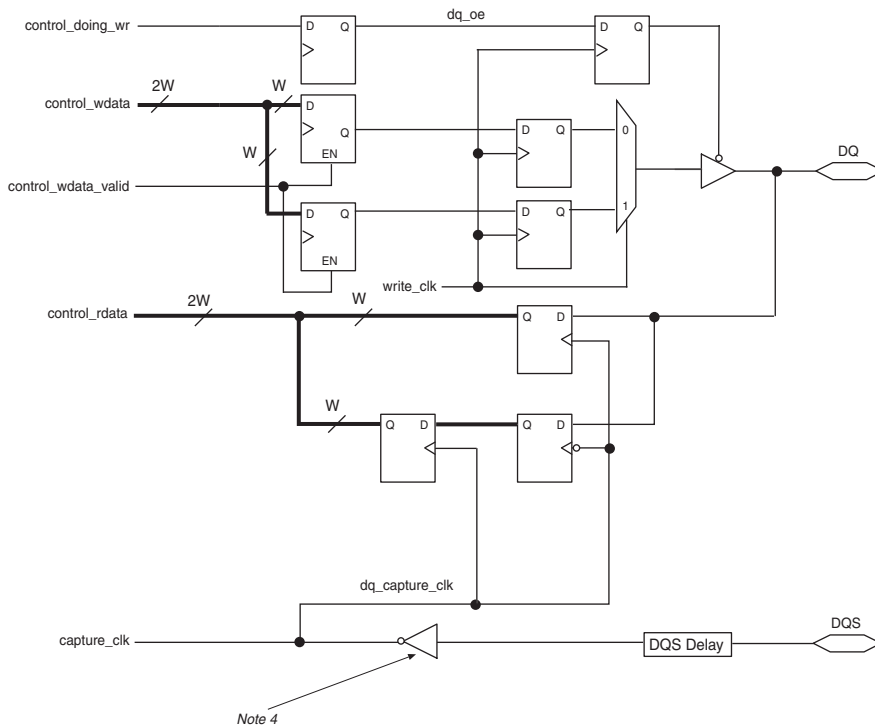 control_doing_wr
D Q
dq_oe
D Q
2W
W
control_wdata
D
Q
EN
D Q
0
DQ
W
control_wdata_valid
D Q
EN
D Q
1
write_clk
control_rdata
2W
W
Q D
W
Q D
Q D
dq_capture_clk
capture_clk
DQS Delay
DQS
Note 4